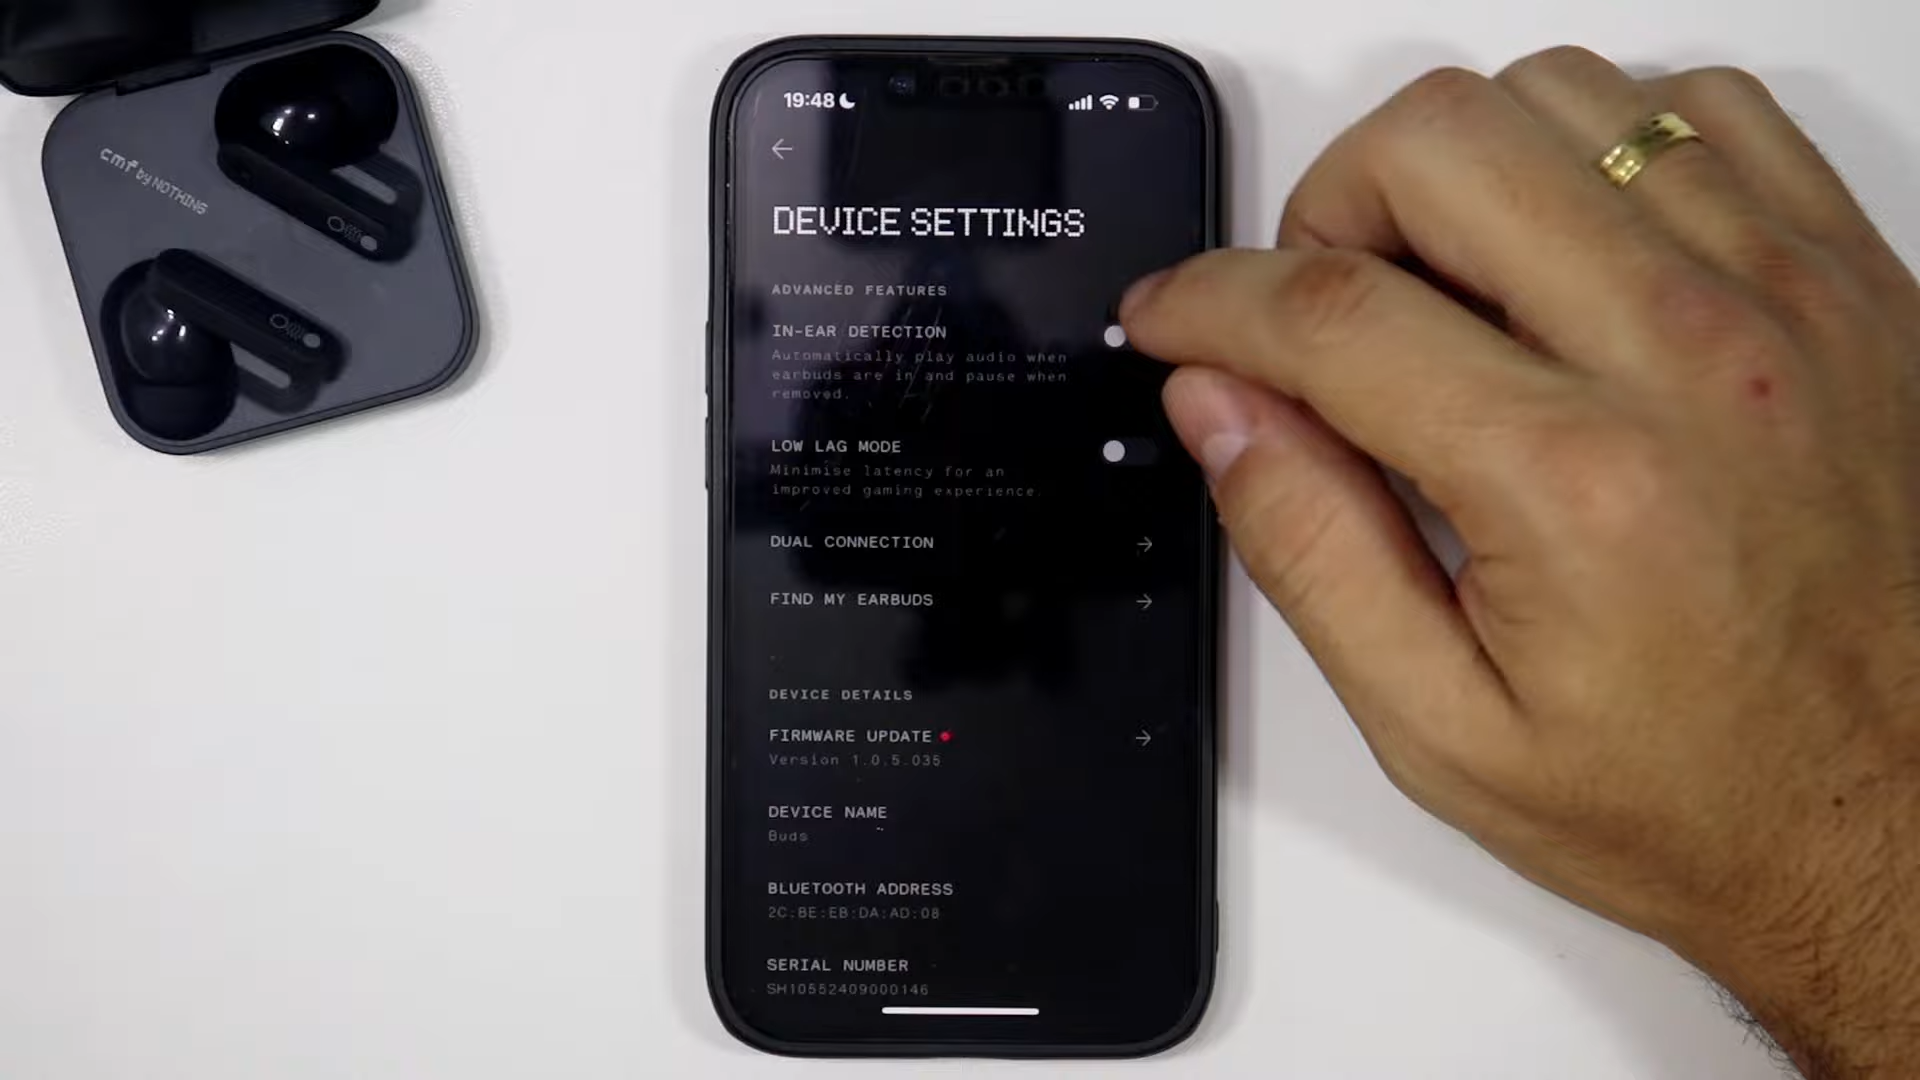 cmf by NOTHING
19:48
DEVICE SETTINGS
ADVANCED FEATURES
IN-EAR DETECTION
Automatically play audio when
earbuds are in and pause when
removed.
LOW LAG MODE
Minimise latency for an
improved gaming experience.
DUAL CONNECTION
FIND MY EARBUDS
DEVICE DETAILS
FIRMWARE UPDATE
Version 1.0.5.035
DEVICE NAME
Buds
BLUETOOTH ADDRESS
2C:BE:EB:DA:AD:08
SERIAL NUMBER
SH10552409000146